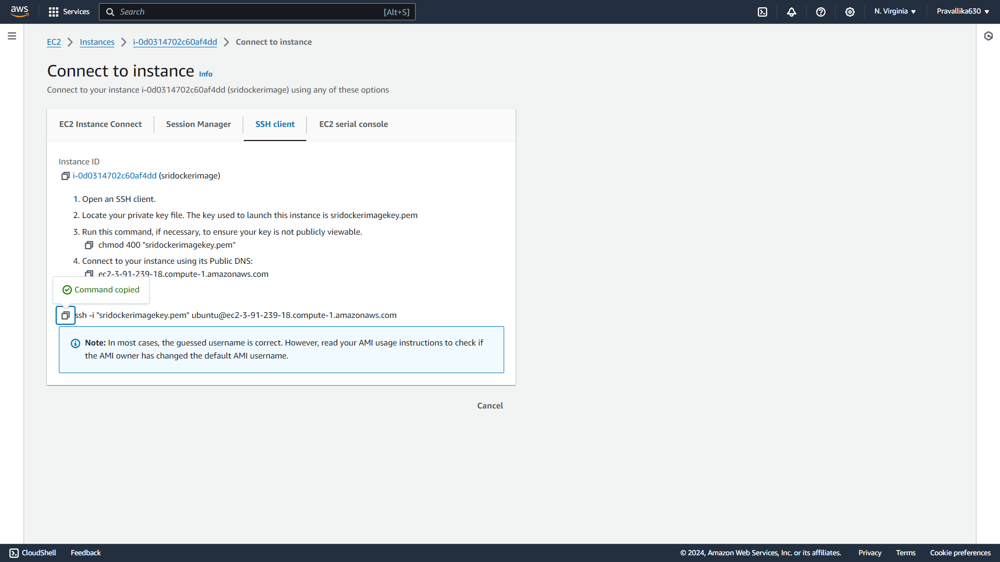 aws Services Search [Alt+S] N. Virginia Pravallika630
EC2 Instances i-0d0314702c60af4dd Connect to instance
Connect to instance Info
Connect to your instance i-0d0314702c60af4dd (sridockerimage) using any of these options
EC2 Instance Connect Session Manager SSH client EC2 serial console
Instance ID
i-0d0314702c60af4dd (sridockerimage)
1. Open an SSH client.
2. Locate your private key file. The key used to launch this instance is sridockerimagekey.pem
3. Run this command, if necessary, to ensure your key is not publicly viewable.
chmod 400 "sridockerimagekey.pem"
4. Connect to your instance using its Public DNS:
ec2-3-91-239-18.compute-1.amazonaws.com
Command copied
ssh -i "sridockerimagekey.pem" ubuntu@ec2-3-91-239-18.compute-1.amazonaws.com
Note: In most cases, the guessed username is correct. However, read your AMI usage instructions to check if
the AMI owner has changed the default AMI username.
Cancel
CloudShell Feedback © 2024, Amazon Web Services, Inc. or its affiliates. Privacy Terms Cookie preferences